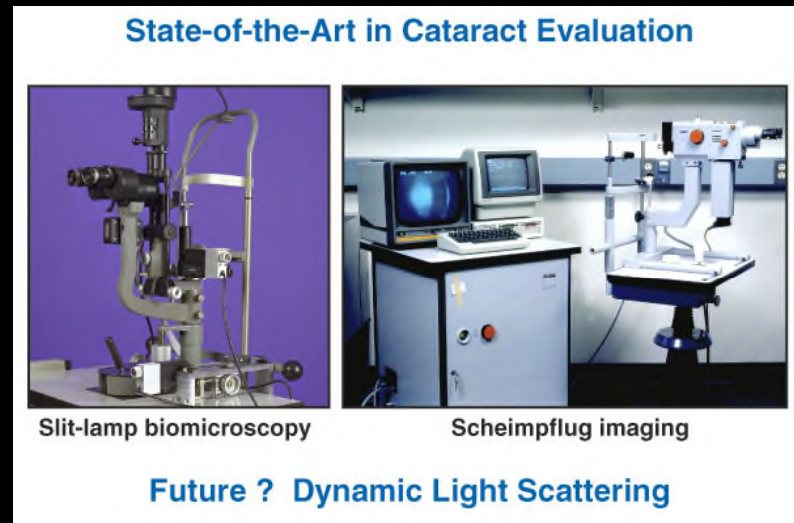 State-of-the-Art in Cataract Evaluation
Slit-lamp biomicroscopy
Scheimpflug imaging
Future ? Dynamic Light Scattering